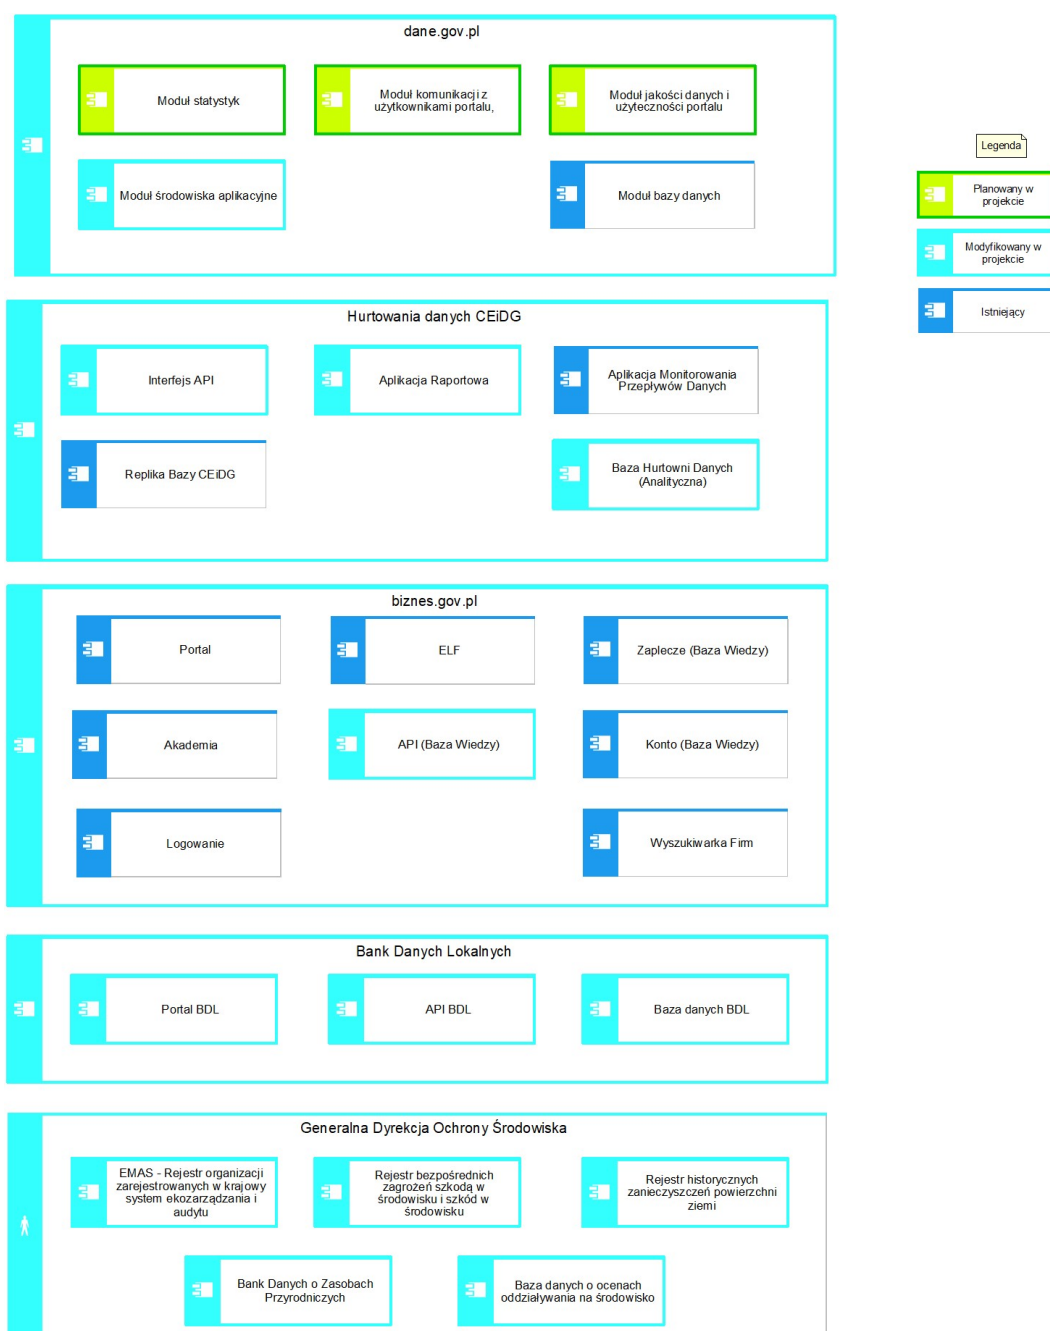 dane.gov.pl
Moduł statystyk
Moduł komunikacji z
użytkownikami portalu,
Moduł jakości danych i
użyteczności portalu
Moduł środowiska aplikacyjne
Moduł bazy danych
Legenda
Planowany w
projekcie
Modyfikowany w
projekcie
Istniejący
Hurtowania danych CEiDG
Interfejs API
Aplikacja Raportowa
Aplikacja Monitorowania
Przepływów Danych
Replika Bazy CEiDG
Baza Hurtowni Danych
(Analityczna)
biznes.gov.pl
Portal
ELF
Zaplecze (Baza Wiedzy)
Akademia
API (Baza Wiedzy)
Konto (Baza Wiedzy)
Logowanie
Wyszukiwarka Firm
Bank Danych Lokalnych
Portal BDL
API BDL
Baza danych BDL
Generalna Dyrekcja Ochrony Środowiska
EMAS - Rejestr organizacji
zarejestrowanych w krajowy
system ekozarządzania i
audytu
Rejestr bezpośrednich
zagrożeń szkodą w
środowisku i szkód w
środowisku
Rejestr historycznych
zanieczyszczeń powierzchni
ziemi
Bank Danych o Zasobach
Przyrodniczych
Baza danych o ocenach
oddziaływania na środowisko